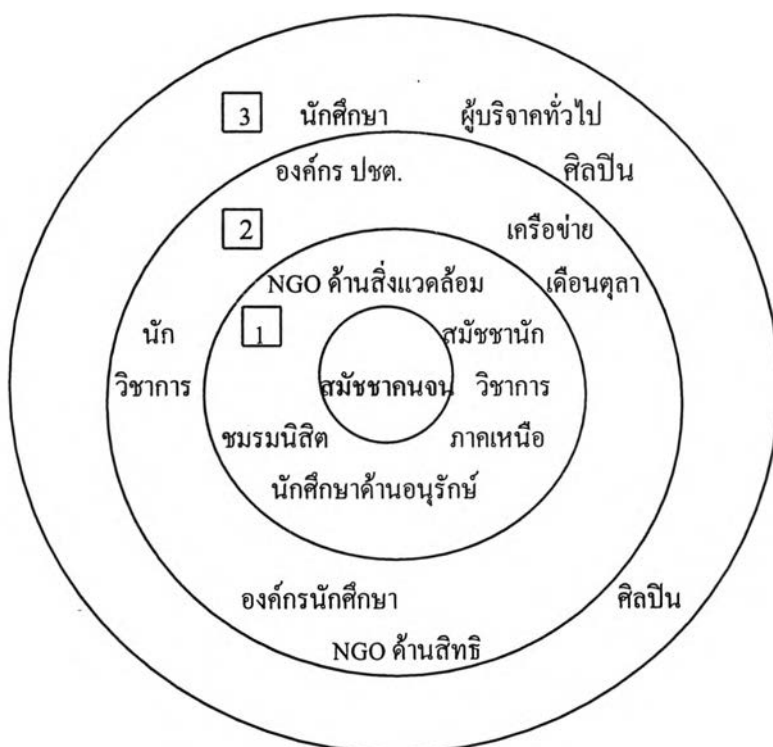 3 นักศึกษา ผู้บริจาคทั่วไป
องค์กร ปชต. ศิลปิน
2 เครือข่าย
NGO ด้านสิ่งแวดล้อม เดือนตุลา
นัก 1 สมัชชานัก
วิชาการ สมัชชาคนจน วิชาการ
ชมรมนิสิต ภาคเหนือ
นักศึกษาด้านอนุรักษ์
องค์กรนักศึกษา ศิลปิน
NGO ด้านสิทธิ